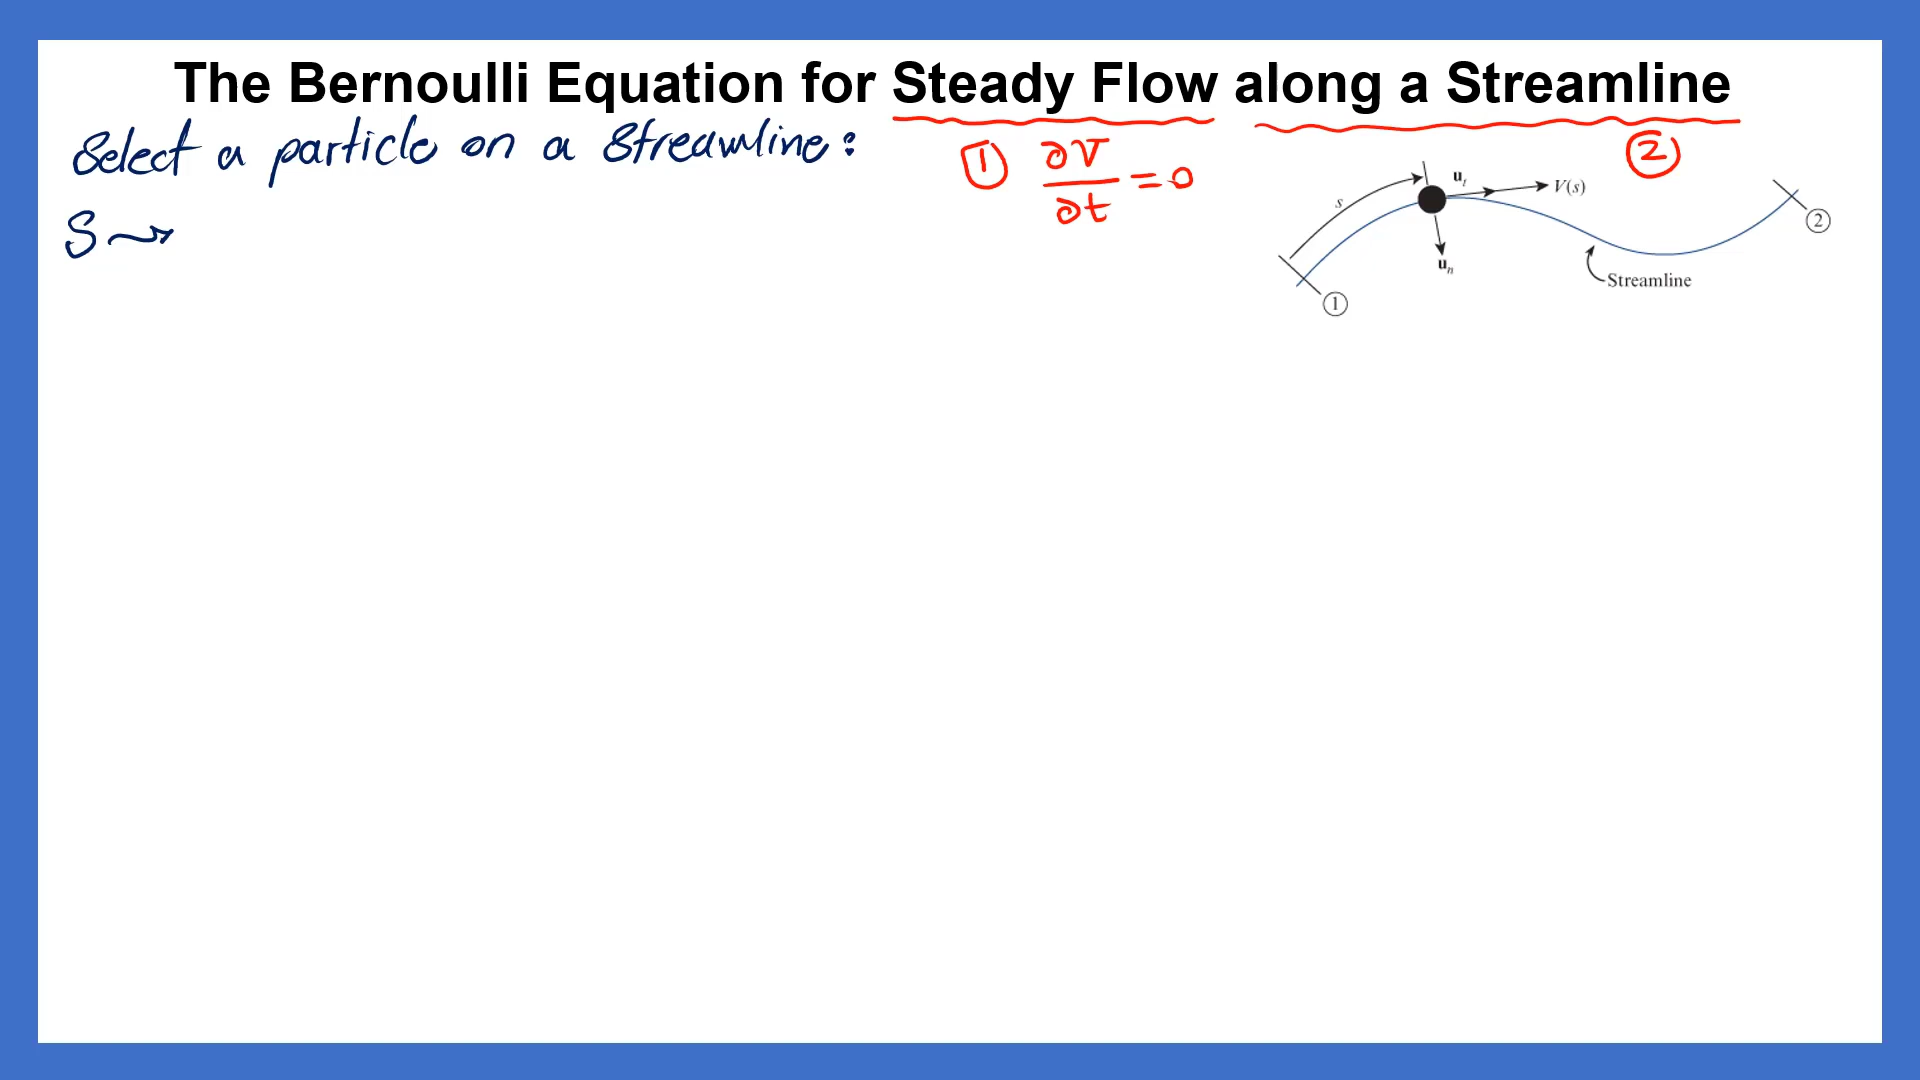 The Bernoulli Equation for Steady Flow along a Streamline
Select a particle on a streamline:
① ∂V/∂t = 0
②
S →
s
u_t
V(s)
u_n
Streamline
①
②